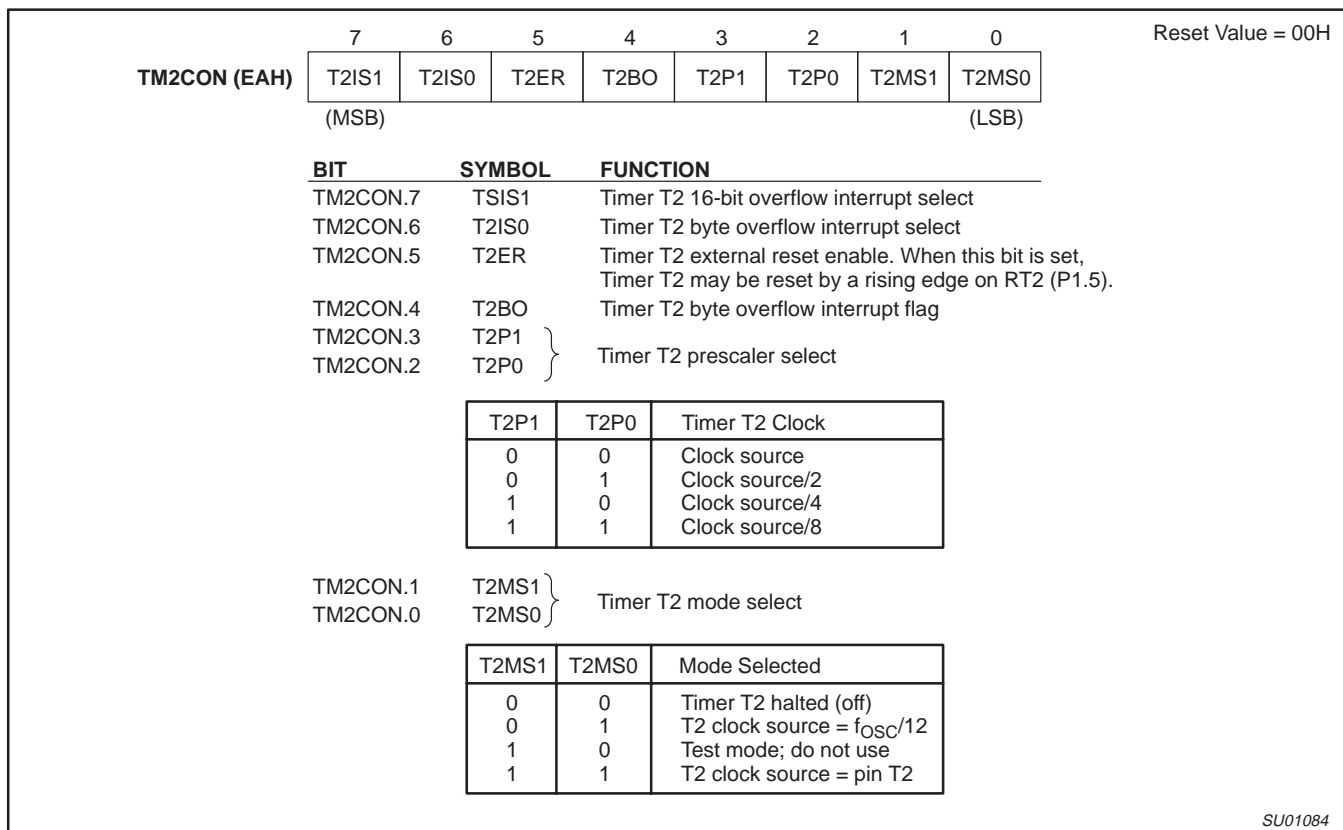 7 6 5 4 3 2 1 0 Reset Value = 00H
TM2CON (EAH) T2IS1 T2IS0 T2ER T2BO T2P1 T2P0 T2MS1 T2MS0
(MSB) (LSB)
BIT SYMBOL FUNCTION
TM2CON.7 TSIS1 Timer T2 16-bit overflow interrupt select
TM2CON.6 T2IS0 Timer T2 byte overflow interrupt select
TM2CON.5 T2ER Timer T2 external reset enable. When this bit is set,
Timer T2 may be reset by a rising edge on RT2 (P1.5).
TM2CON.4 T2BO Timer T2 byte overflow interrupt flag
TM2CON.3 T2P1
Timer T2 prescaler select
TM2CON.2 T2P0
T2P1 T2P0 Timer T2 Clock
0 0 Clock source
0 1 Clock source/2
1 0 Clock source/4
1 1 Clock source/8
TM2CON.1 T2MS1
Timer T2 mode select
TM2CON.0 T2MS0
T2MS1 T2MS0 Mode Selected
0 0 Timer T2 halted (off)
0 1 T2 clock source = fOSC/12
1 0 Test mode; do not use
1 1 T2 clock source = pin T2
SU01084